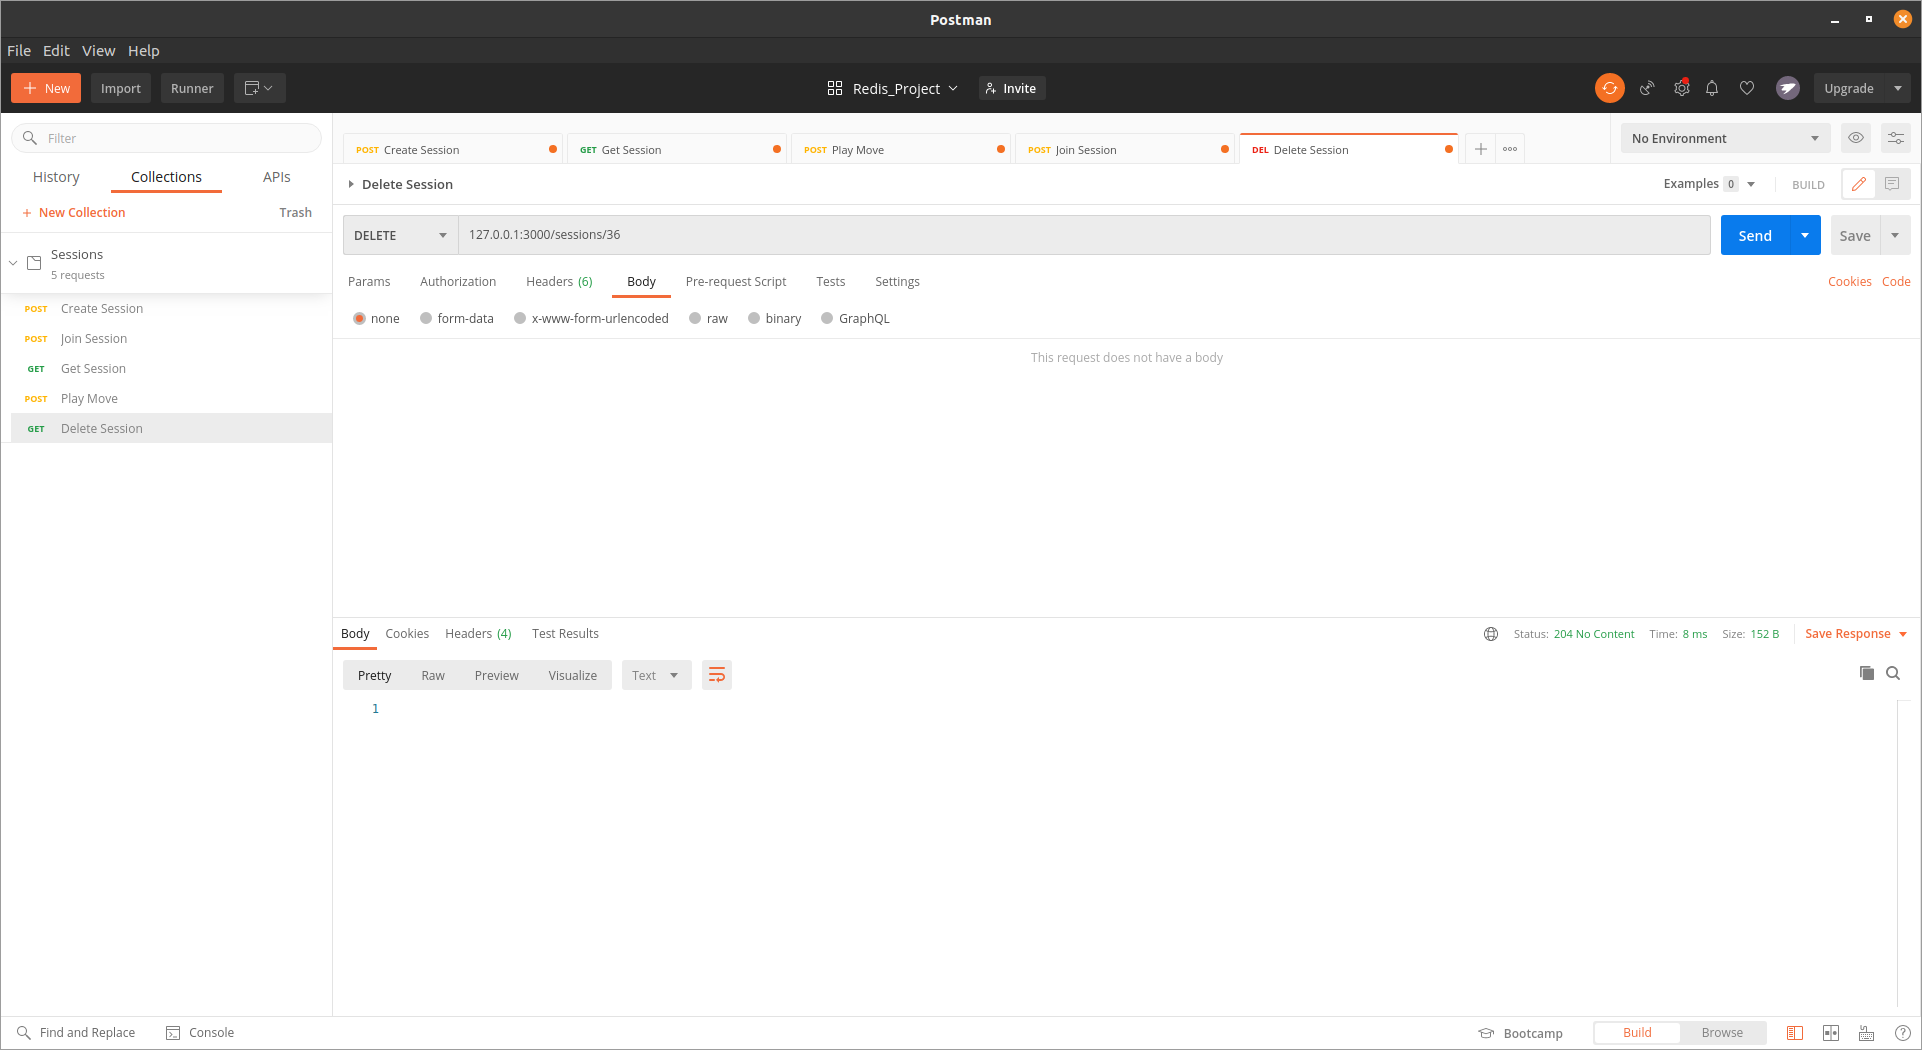 Postman
File Edit View Help
New Import Runner Redis_Project Invite Upgrade
Filter
History Collections APIs
New Collection Trash
Sessions
5 requests
POST Create Session
POST Join Session
GET Get Session
POST Play Move
GET Delete Session
POST Create Session GET Get Session POST Play Move POST Join Session DEL Delete Session
No Environment
Delete Session
Examples 0 BUILD
DELETE 127.0.0.1:3000/sessions/36 Send Save
Params Authorization Headers (6) Body Pre-request Script Tests Settings Cookies Code
none form-data x-www-form-urlencoded raw binary GraphQL
This request does not have a body
Body Cookies Headers (4) Test Results Status: 204 No Content Time: 8 ms Size: 152 B Save Response
Pretty Raw Preview Visualize Text
1
Find and Replace Console Bootcamp Build Browse